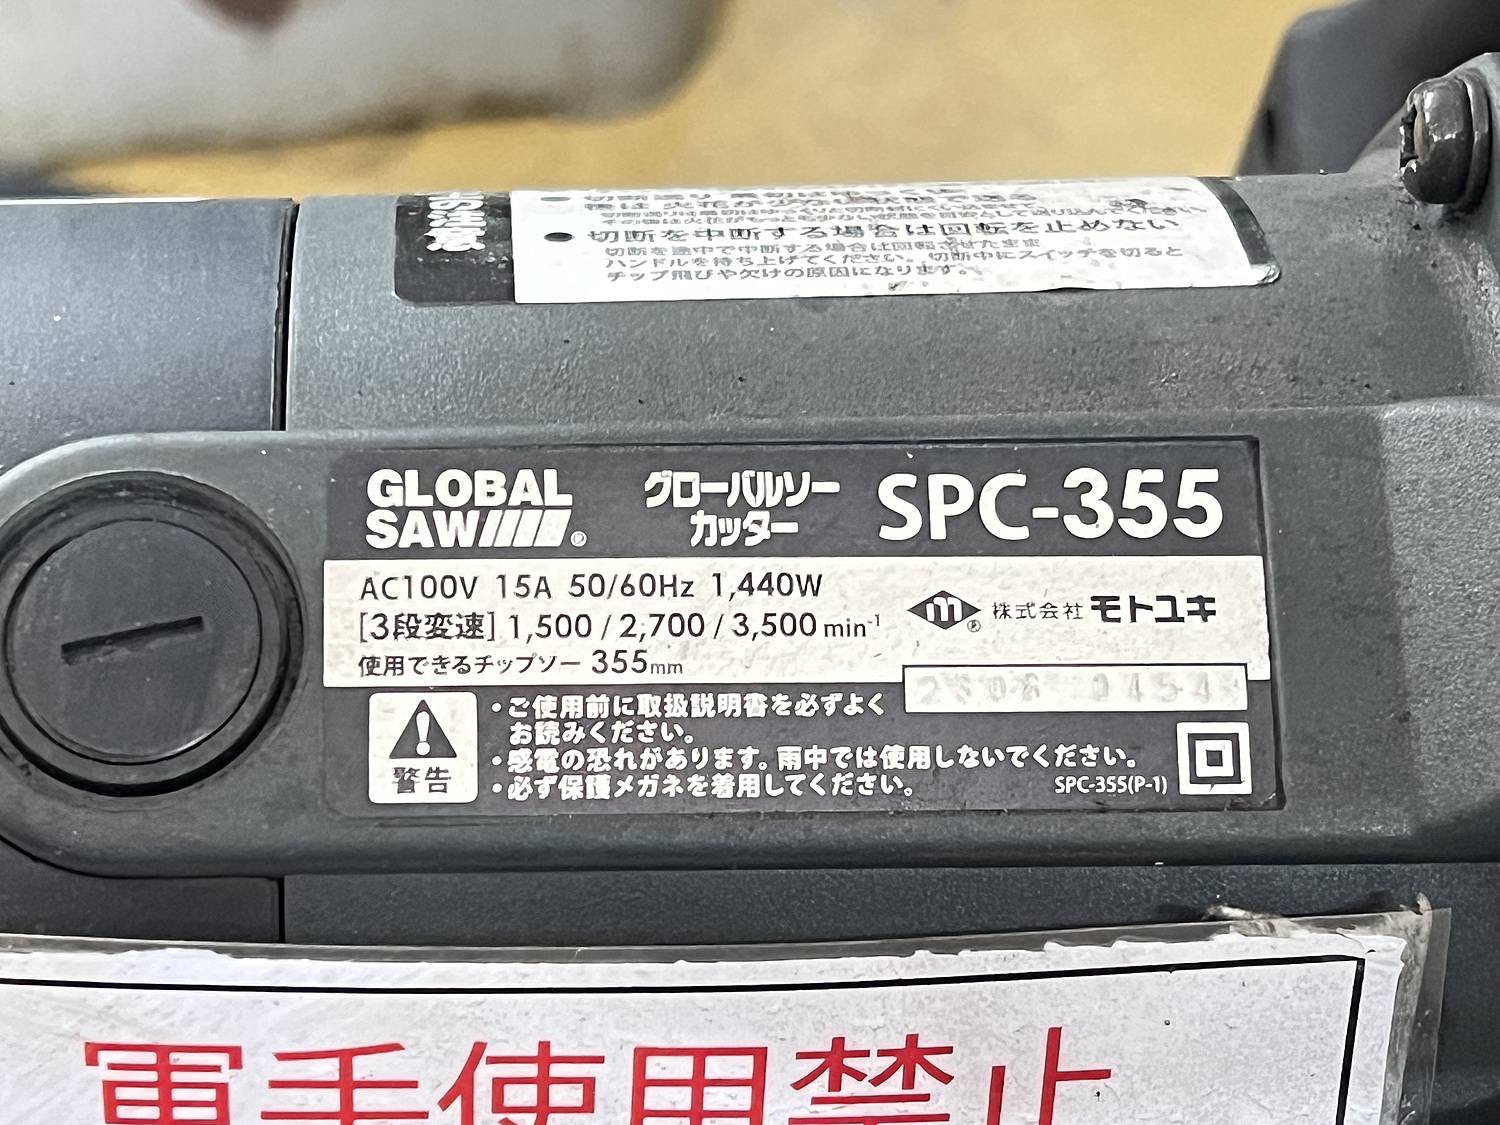 ● 切断を中断する場合は回転を止めない
切断を途中で中断する場合は回転させたまま
ハンドルを持ち上げてください。切断中にスイッチを切ると
チップ飛びや欠けの原因になります。
GLOBAL
SAW®
グローバルソー
カッター
SPC-355
AC100V 15A 50/60Hz 1,440W
[3段変速] 1,500 / 2,700 / 3,500 min⁻¹
使用できるチップソー 355mm
m® 株式会社 モトユキ
警告
・ご使用前に取扱説明書を必ずよく
お読みください。
・感電の恐れがあります。雨中では使用しないでください。
・必ず保護メガネを着用してください。
SPC-355(P-1)
軍手使用禁止